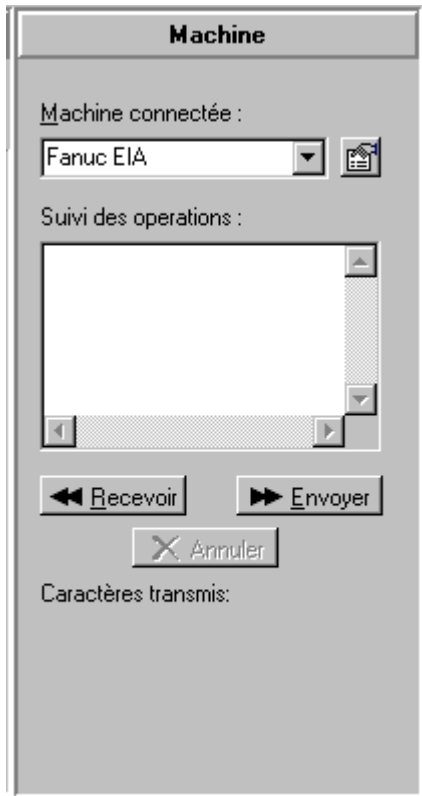 Machine
Machine connectée :
Fanuc EIA
Suivi des operations :
Recevoir
Envoyer
Annuler
Caractères transmis: